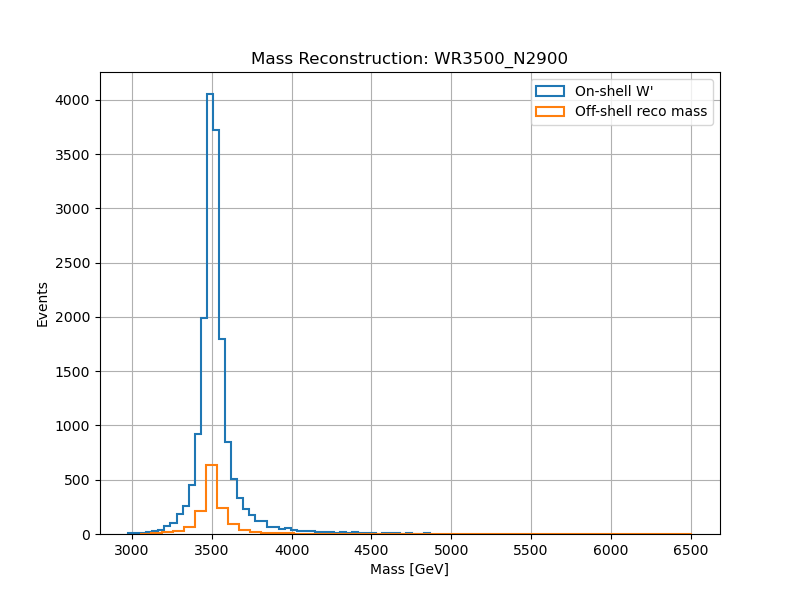 Mass Reconstruction: WR3500_N2900
On-shell W'
Off-shell reco mass
Events
4000
3500
3000
2500
2000
1500
1000
500
0
3000 3500 4000 4500 5000 5500 6000 6500
Mass [GeV]